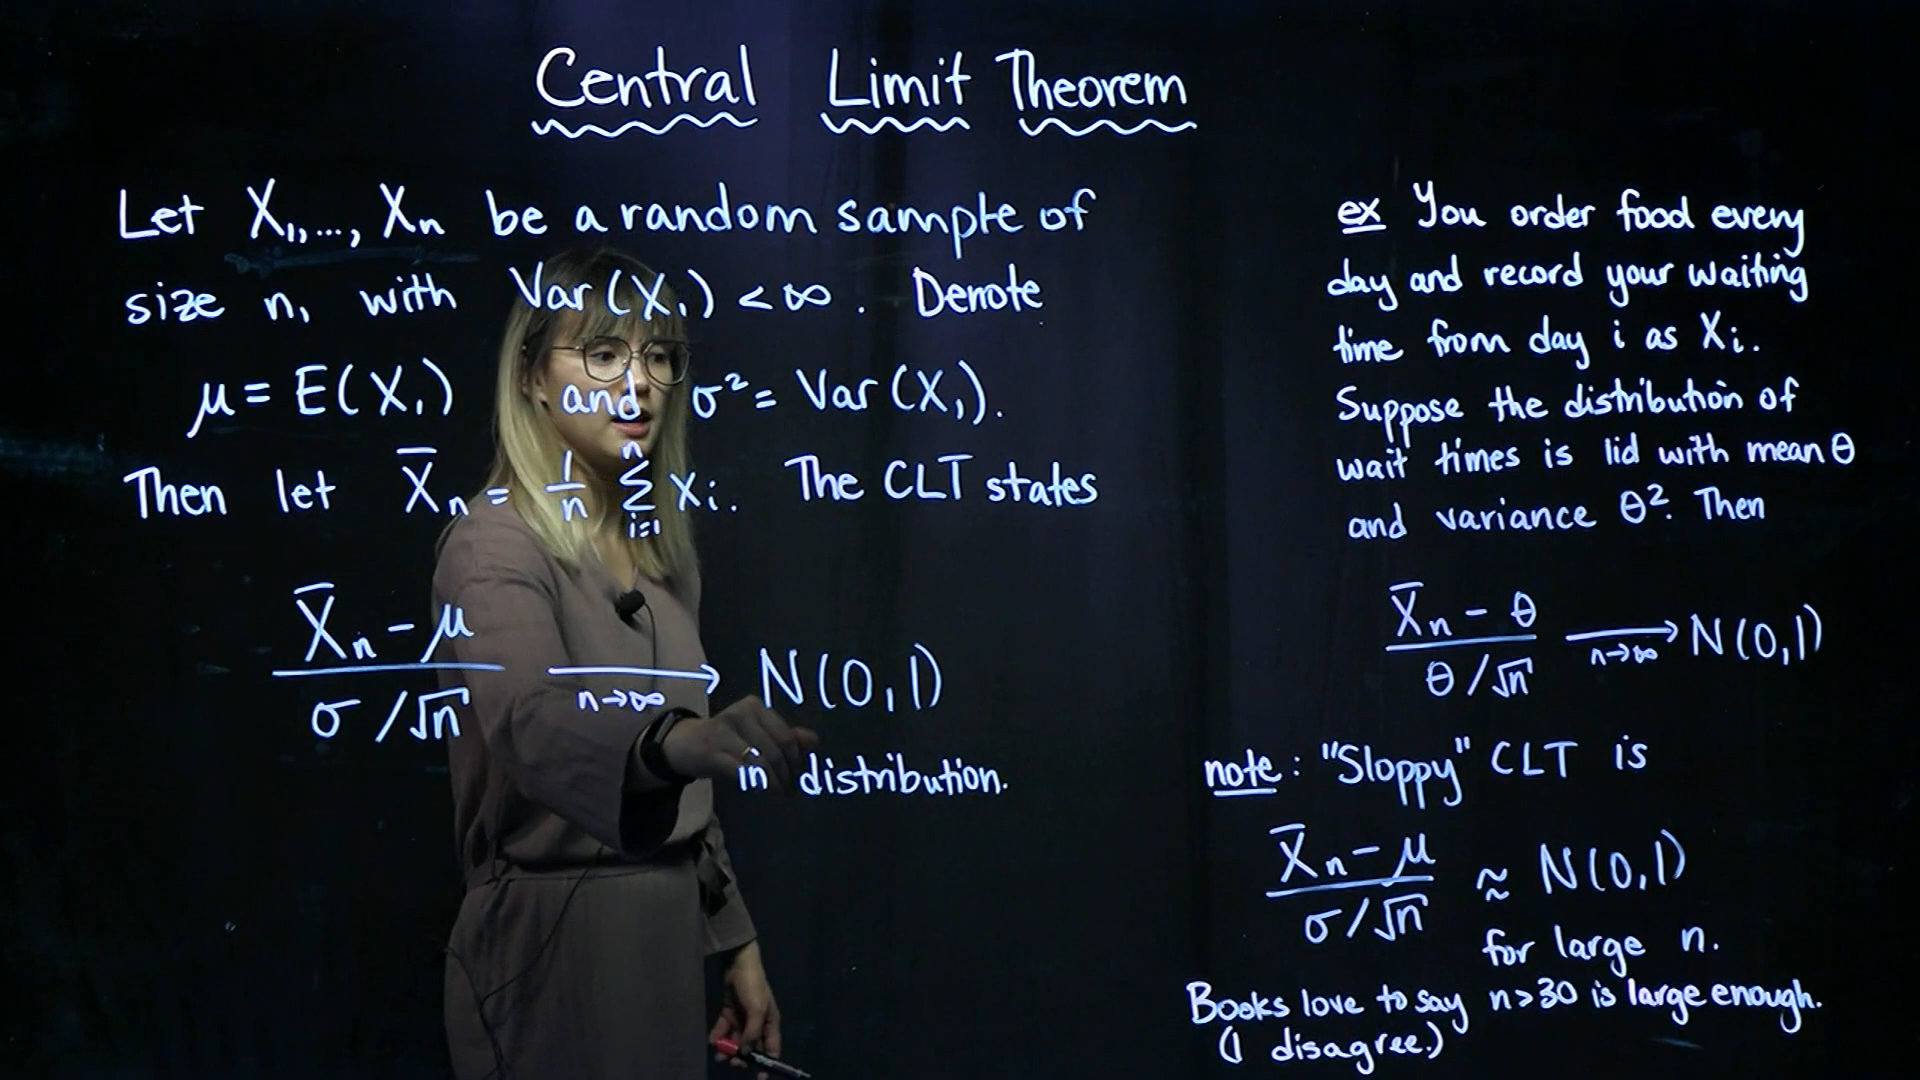 Central Limit Theorem
Let X₁,..., Xₙ be a random sample of
size n, with Var(X₁) < ∞. Denote
μ = E(X₁) and σ² = Var(X₁).
Then let X̄ₙ = 1/n ∑ᵢ₌₁ⁿ Xᵢ. The CLT states
(X̄ₙ - μ)/(σ/√n) →ₙ→∞ N(0,1)
in distribution.
ex You order food every
day and record your waiting
time from day i as Xᵢ.
Suppose the distribution of
wait times is iid with mean θ
and variance θ². Then
(X̄ₙ - θ)/(θ/√n) →ₙ→∞ N(0,1)
note: "Sloppy" CLT is
(X̄ₙ - μ)/(σ/√n) ≈ N(0,1)
for large n.
Books love to say n>30 is large enough.
(I disagree.)